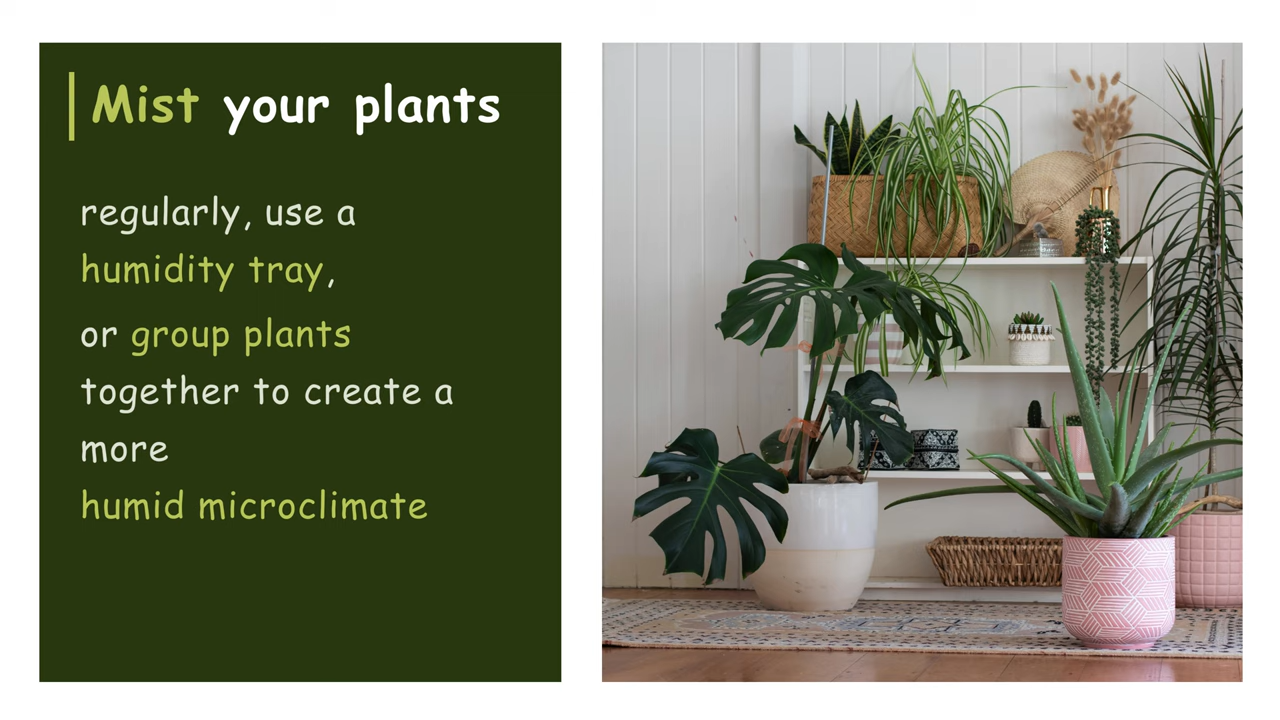 Mist your plants
regularly, use a
humidity tray,
or group plants
together to create a
more
humid microclimate